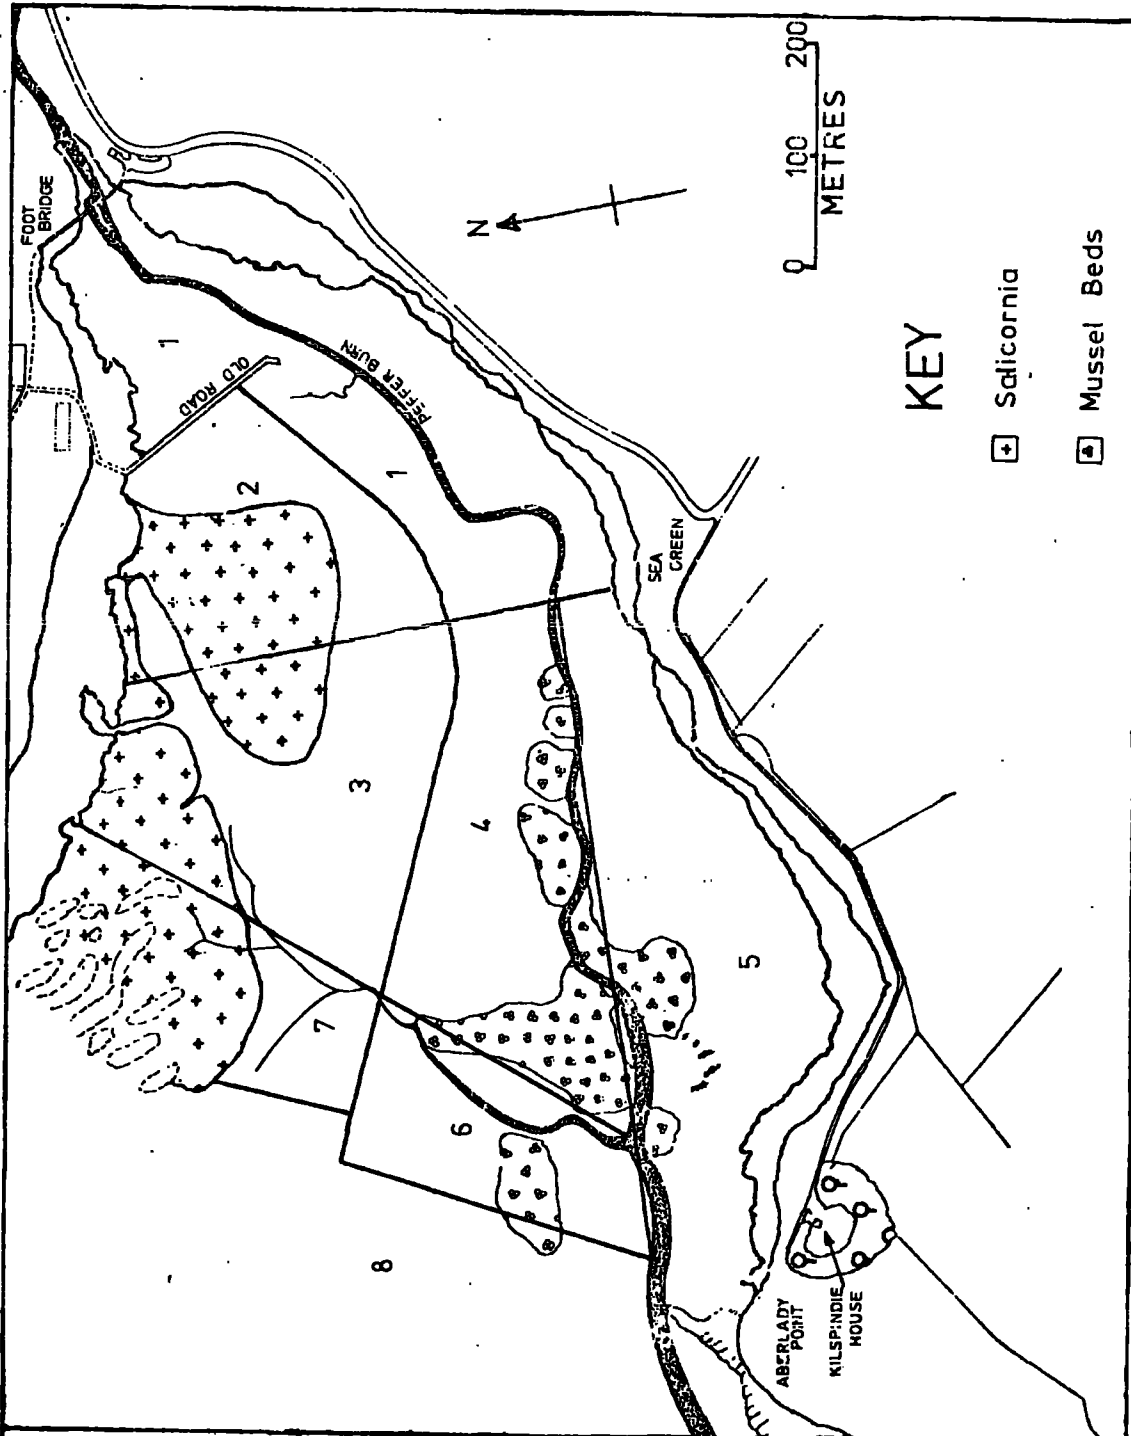 FOOT
BRIDGE
1
OLD ROAD
PEFFER BURN
2
1
3
4
SEA
GREEN
5
7
6
8
ABERLADY
POINT
KILSPINDIE
HOUSE
N
0 100 200
METRES
KEY
Salicornia
Mussel Beds